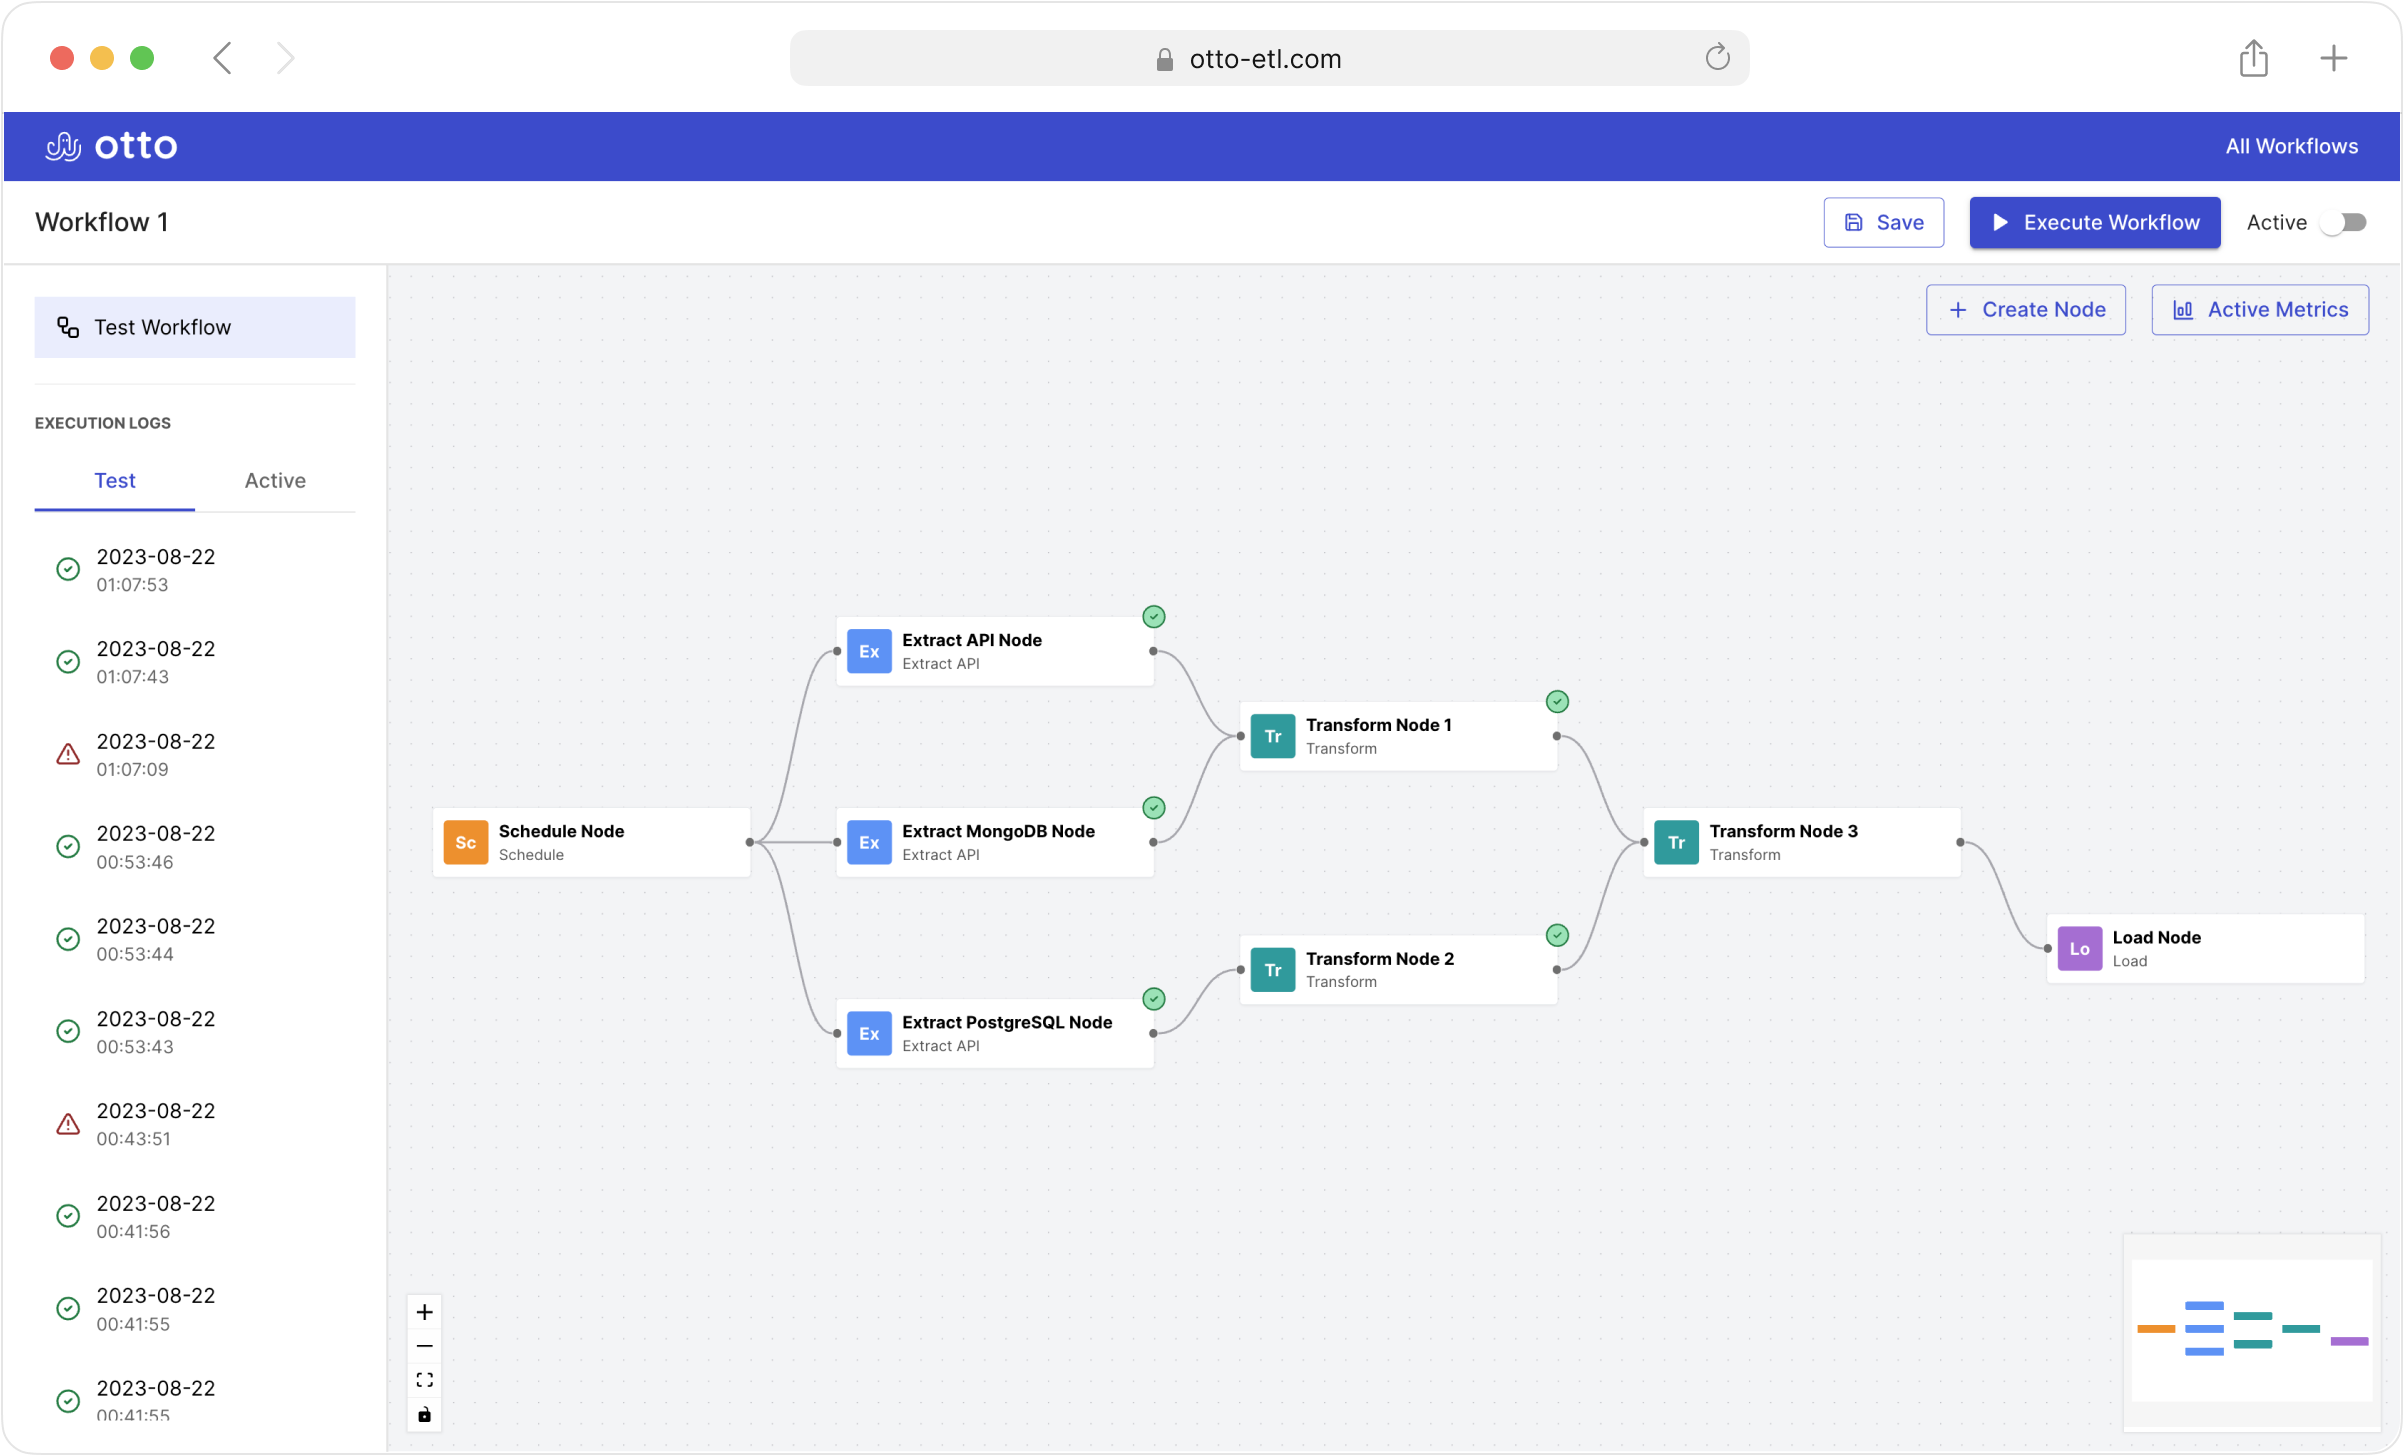 otto-etl.com
otto
All Workflows
Workflow 1
Save
Execute Workflow
Active
Test Workflow
Create Node
Active Metrics
EXECUTION LOGS
Test
Active
2023-08-22
01:07:53
2023-08-22
01:07:43
2023-08-22
01:07:09
2023-08-22
00:53:46
2023-08-22
00:53:44
2023-08-22
00:53:43
2023-08-22
00:43:51
2023-08-22
00:41:56
2023-08-22
00:41:55
2023-08-22
00:41:55
Sc
Schedule Node
Schedule
Ex
Extract API Node
Extract API
Ex
Extract MongoDB Node
Extract API
Ex
Extract PostgreSQL Node
Extract API
Tr
Transform Node 1
Transform
Tr
Transform Node 2
Transform
Tr
Transform Node 3
Transform
Lo
Load Node
Load